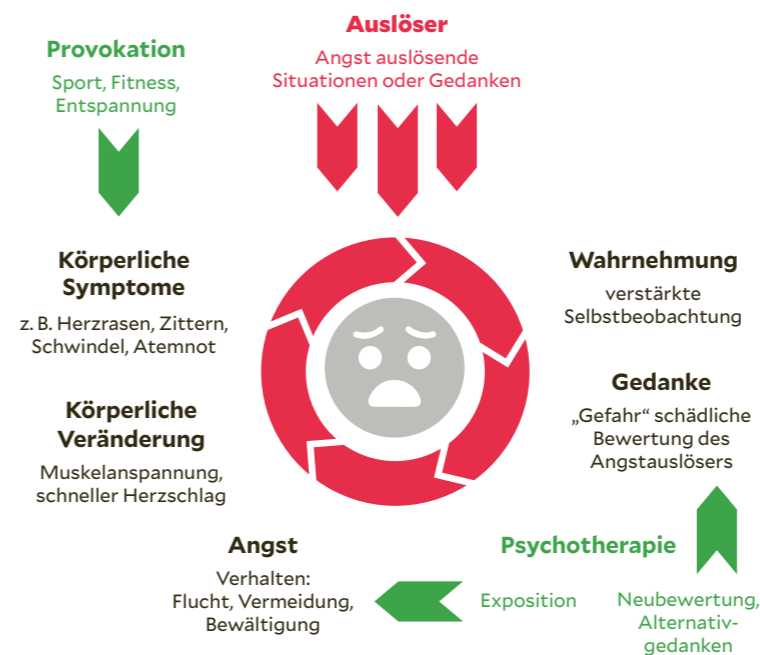 Auslöser
Angst auslösende
Situationen oder Gedanken
Provokation
Sport, Fitness,
Entspannung
Körperliche
Symptome
z. B. Herzrasen, Zittern,
Schwindel, Atemnot
Wahrnehmung
verstärkte
Selbstbeobachtung
Körperliche
Veränderung
Muskelanspannung,
schneller Herzschlag
Gedanke
„Gefahr“ schädliche
Bewertung des
Angstauslösers
Angst
Verhalten:
Flucht, Vermeidung,
Bewältigung
Psychotherapie
Exposition
Neubewertung,
Alternativ-
gedanken